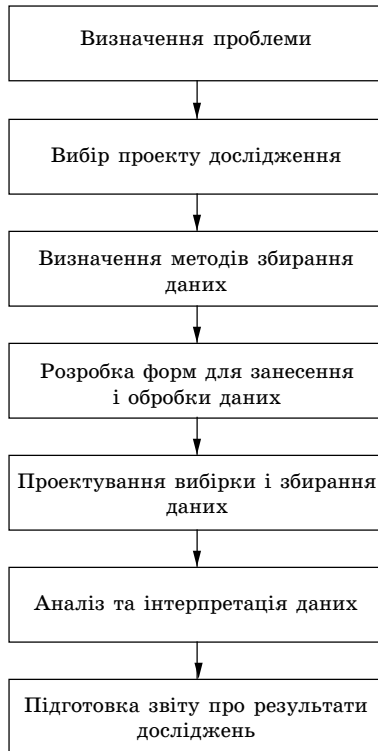 Визначення проблеми
Вибір проекту дослідження
Визначення методів збирання
даних
Розробка форм для занесення
і обробки даних
Проектування вибірки і збирання
даних
Аналіз та інтерпретація даних
Підготовка звіту про результати
досліджень